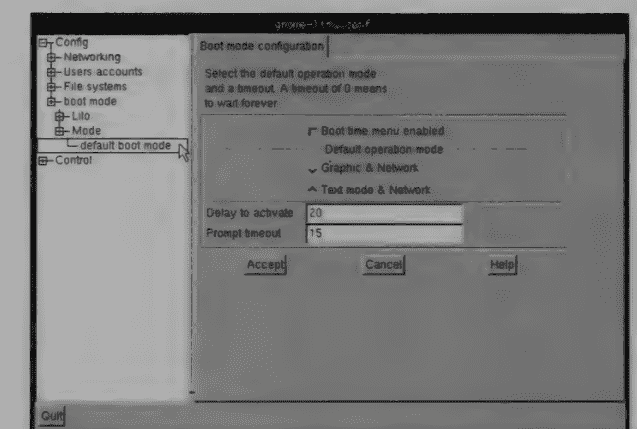 Config
Networking
Users accounts
File systems
boot mode
Lilo
Mode
default boot mode
Control
Boot mode configuration
Select the default operation mode
and a timeout. A timeout of 0 means
to wait forever
Boot time menu enabled
Default operation mode
Graphic & Network
Text mode & Network
Delay to activate 20
Prompt timeout 15
Accept Cancel Help
Quit